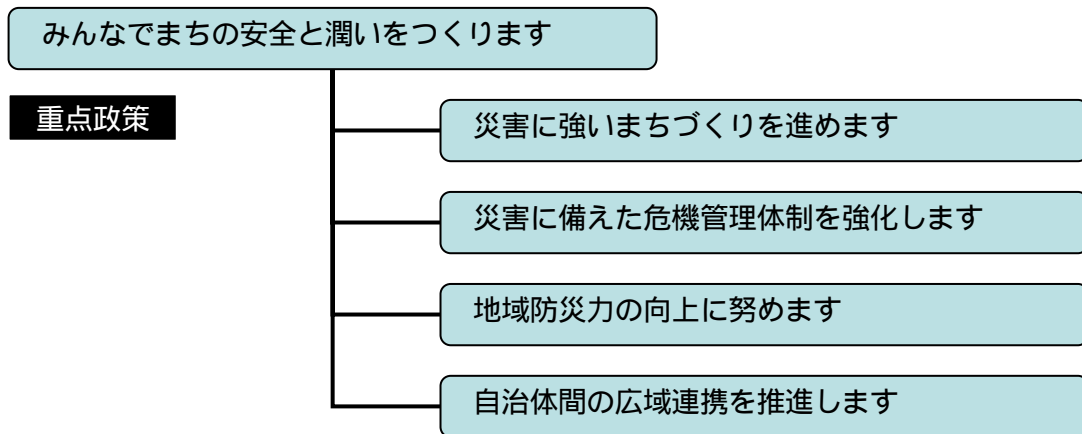 みんなでまちの安全と潤いをつくります
重点政策
災害に強いまちづくりを進めます
災害に備えた危機管理体制を強化します
地域防災力の向上に努めます
自治体間の広域連携を推進します